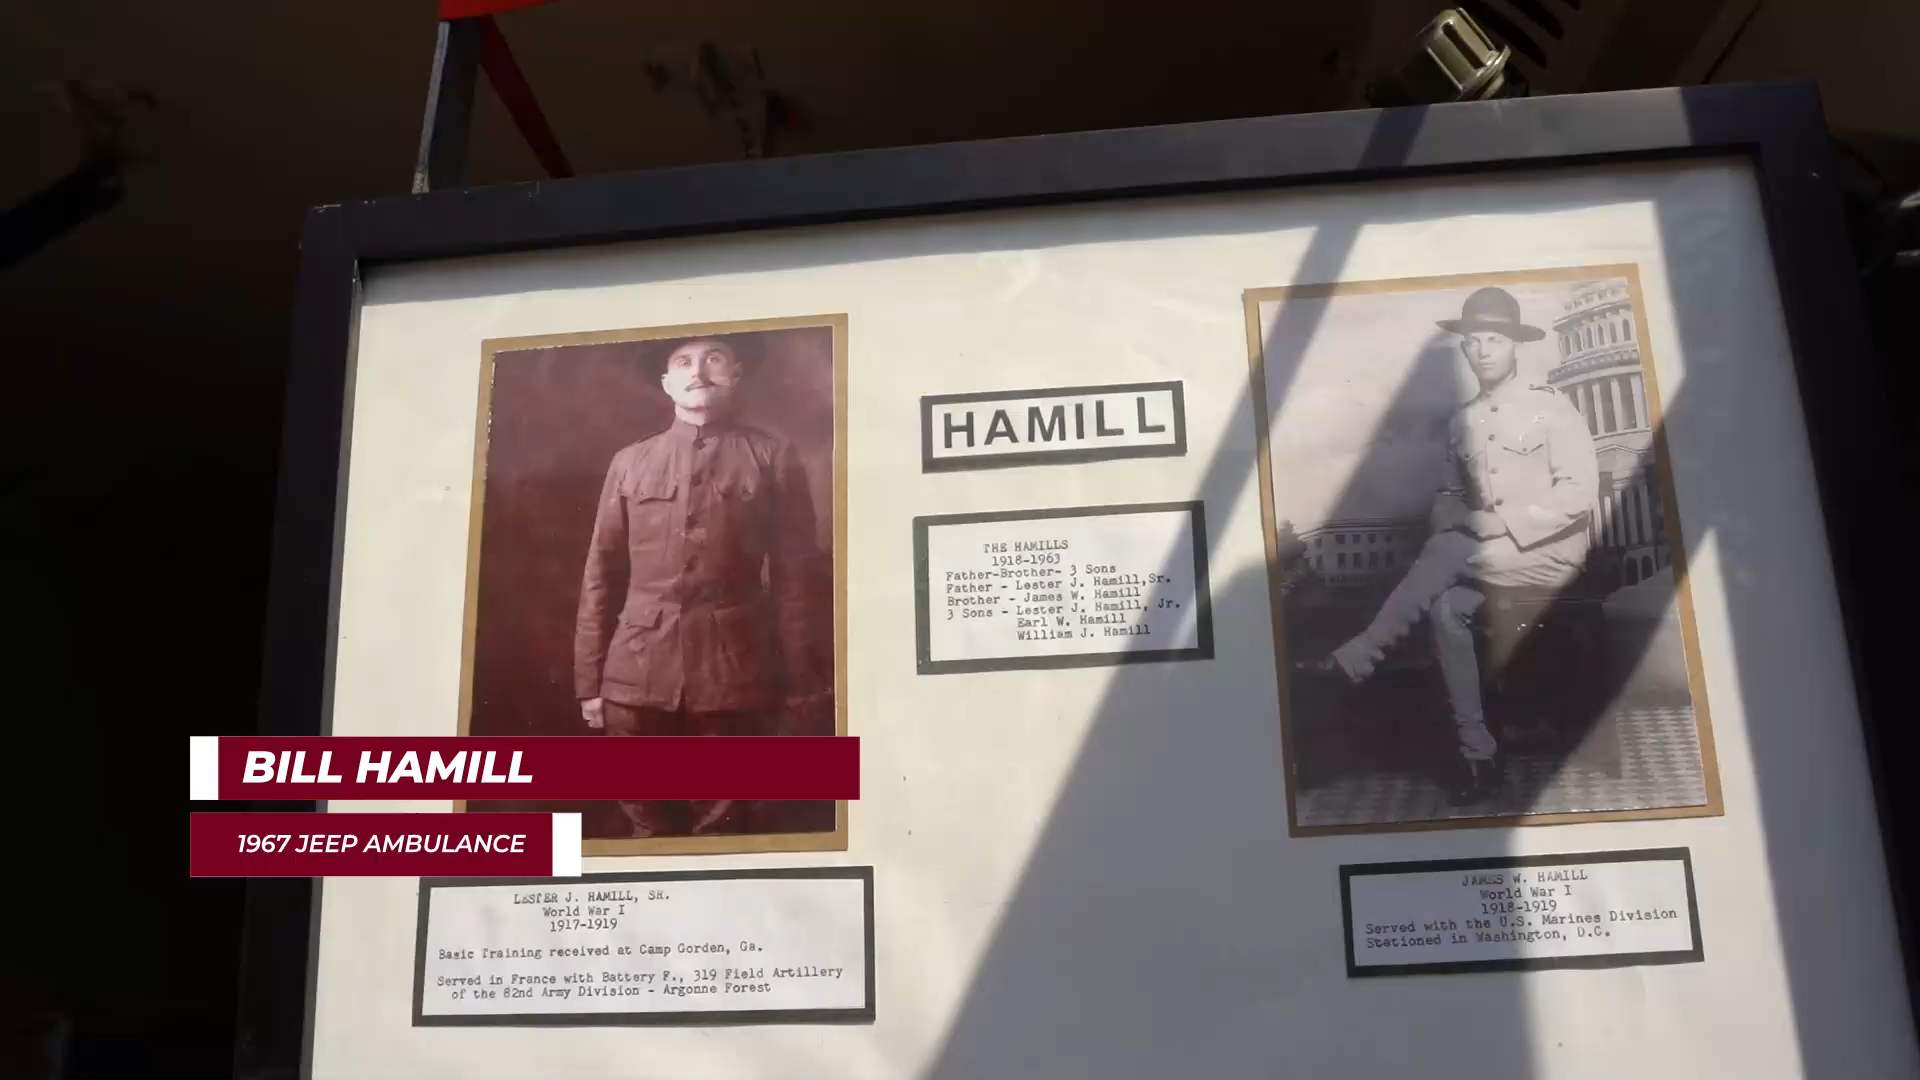 HAMILL
THE HAMILLS
1918-1963
Father-Brother- 3 Sons
Father - Lester J. Hamill,Sr.
Brother - James W. Hamill
3 Sons - Lester J. Hamill, Jr.
Earl W. Hamill
William J. Hamill
BILL HAMILL
1967 JEEP AMBULANCE
LESTER J. HAMILL, SR.
World War I
1917-1919
Basic Training received at Camp Gorden, Ga.
Served in France with Battery F., 319 Field Artillery
of the 82nd Army Division - Argonne Forest
JAMES W. HAMILL
World War I
1918-1919
Served with the U.S. Marines Division
Stationed in Washington, D.C.